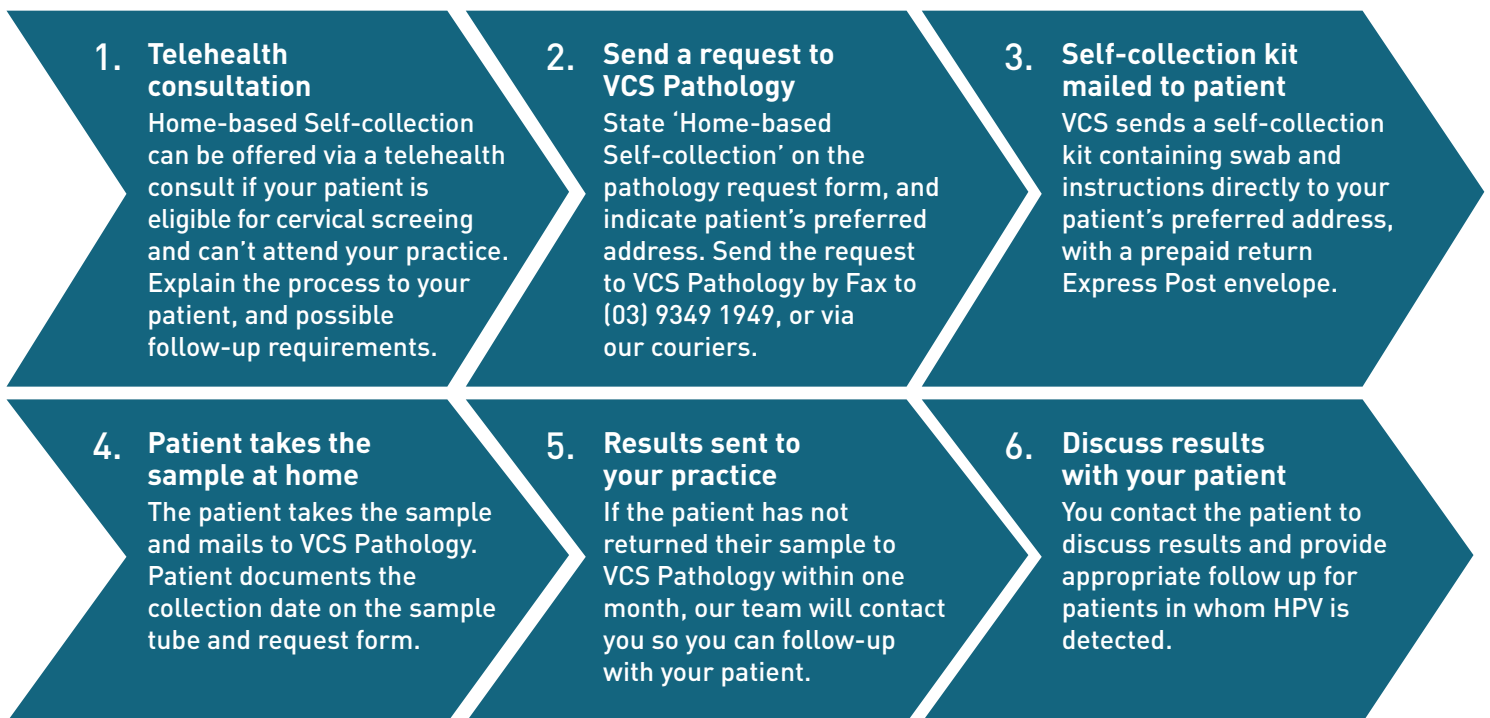 1. Telehealth
consultation
Home-based Self-collection
can be offered via a telehealth
consult if your patient is
eligible for cervical screeing
and can't attend your practice.
Explain the process to your
patient, and possible
follow-up requirements.
2. Send a request to
VCS Pathology
State ‘Home-based
Self-collection’ on the
pathology request form, and
indicate patient's preferred
address. Send the request
to VCS Pathology by Fax to
(03) 9349 1949, or via
our couriers.
3. Self-collection kit
mailed to patient
VCS sends a self-collection
kit containing swab and
instructions directly to your
patient's preferred address,
with a prepaid return
Express Post envelope.
4. Patient takes the
sample at home
The patient takes the sample
and mails to VCS Pathology.
Patient documents the
collection date on the sample
tube and request form.
5. Results sent to
your practice
If the patient has not
returned their sample to
VCS Pathology within one
month, our team will contact
you so you can follow-up
with your patient.
6. Discuss results
with your patient
You contact the patient to
discuss results and provide
appropriate follow up for
patients in whom HPV is
detected.